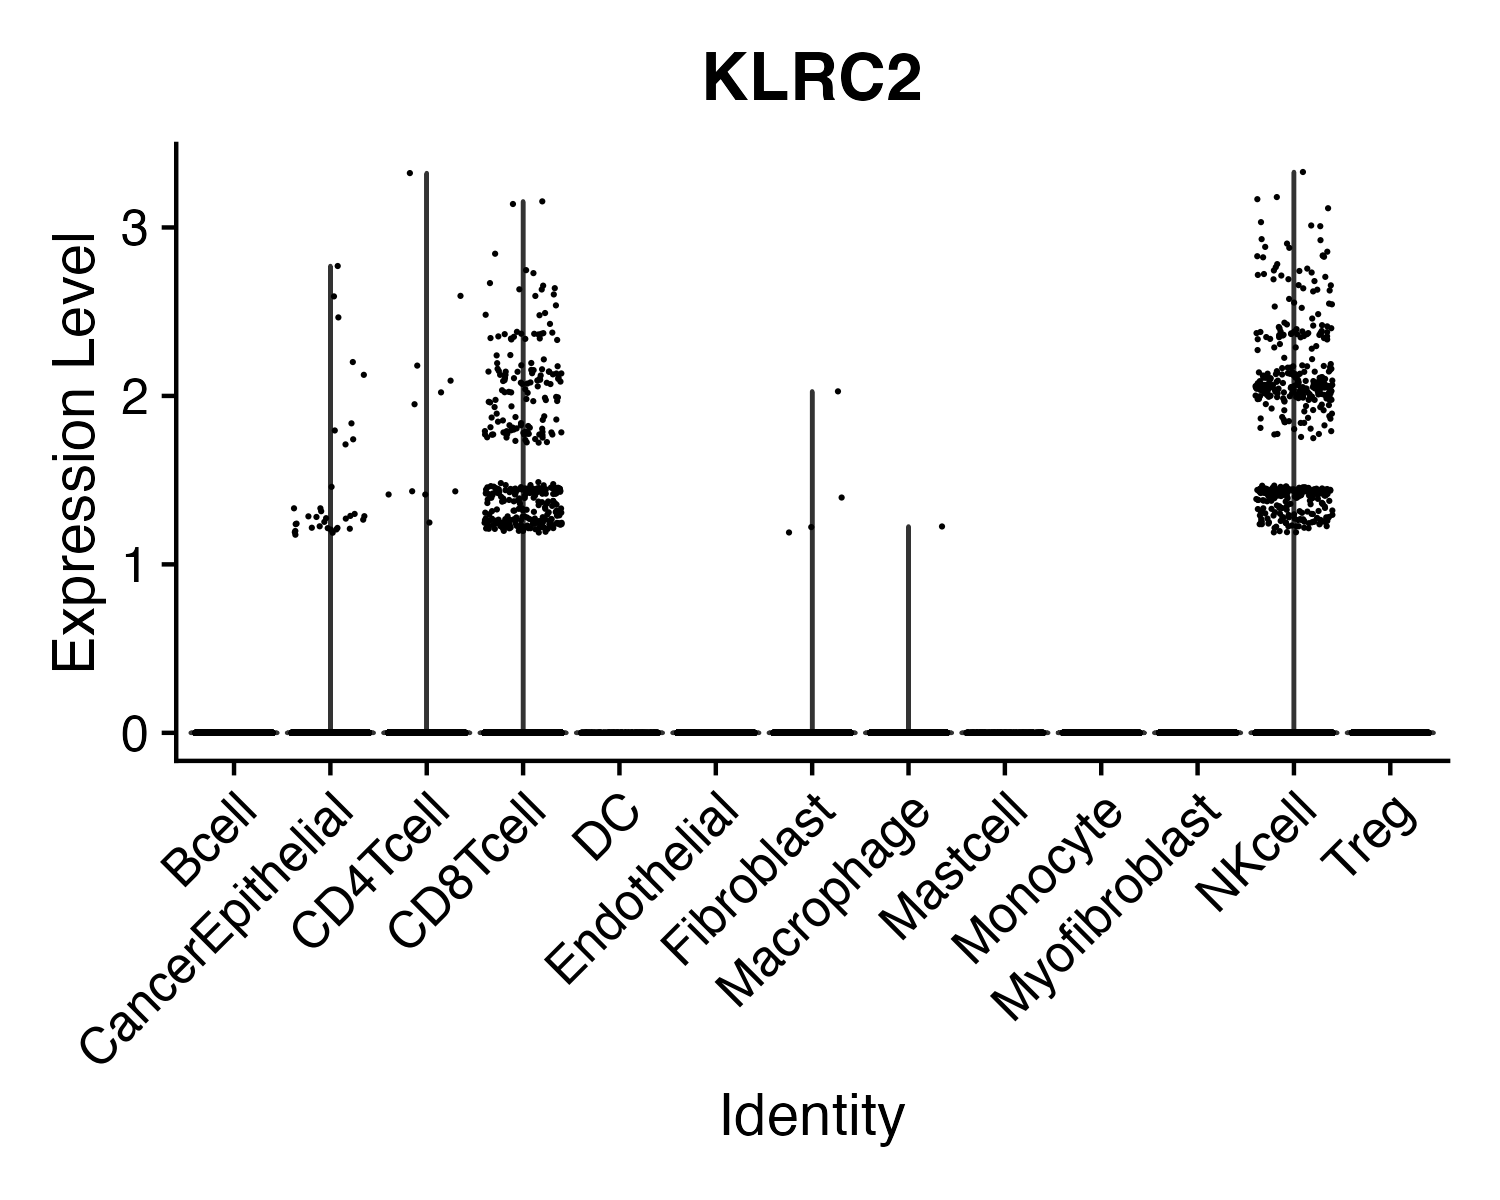 KLRC2
Expression Level
3
2
1
0
Bcell
CancerEpithelial
CD4Tcell
CD8Tcell
DC
Endothelial
Fibroblast
Macrophage
Mastcell
Monocyte
Myofibroblast
NKcell
Treg
Identity